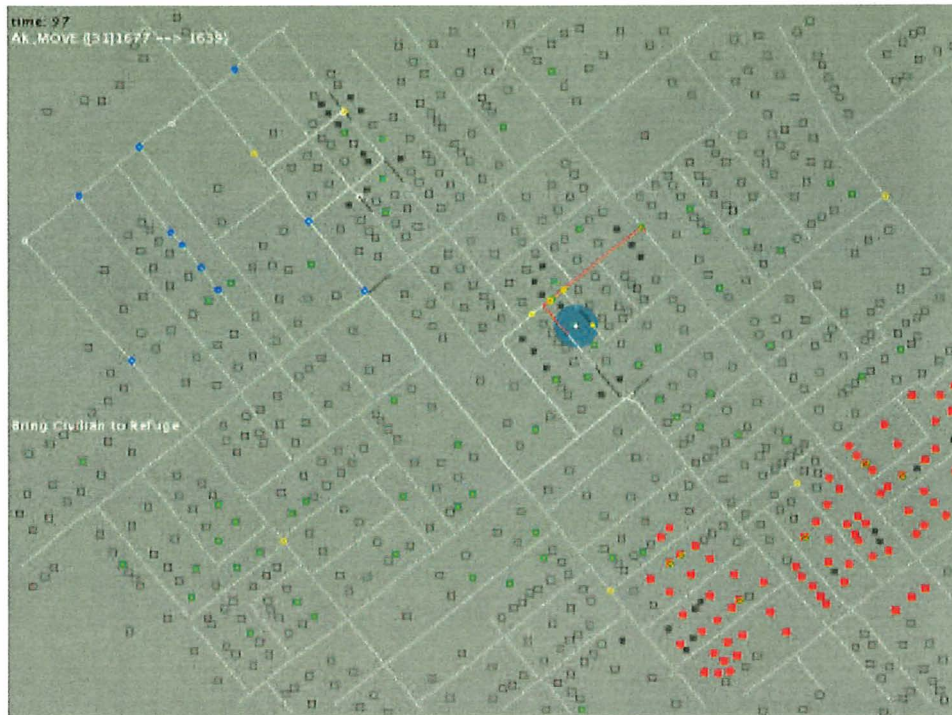 time: 97
AK_MOVE ([31]1677 --> 1639)
Bring Civilian to Refuge